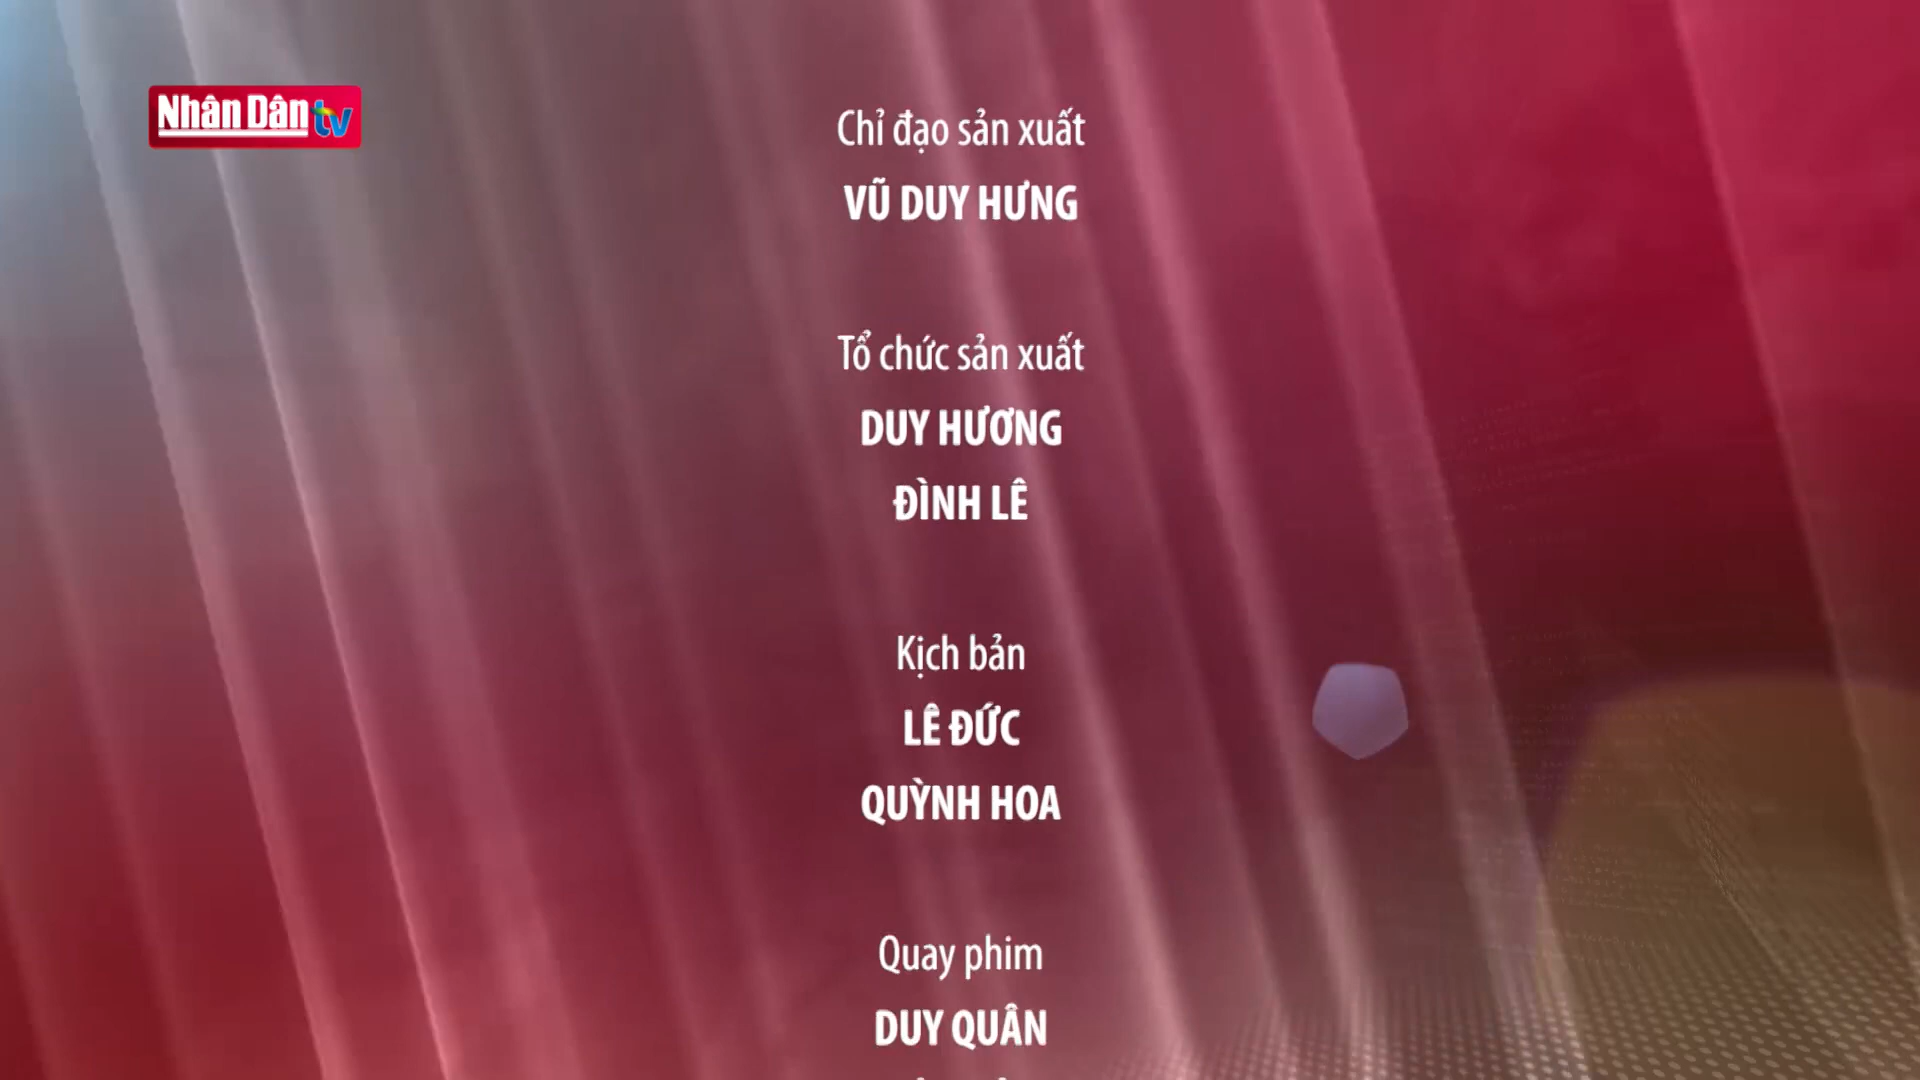 Nhân Dân tv
Chỉ đạo sản xuất
VŨ DUY HƯNG
Tổ chức sản xuất
DUY HƯƠNG
ĐÌNH LÊ
Kịch bản
LÊ ĐỨC
QUỲNH HOA
Quay phim
DUY QUÂN